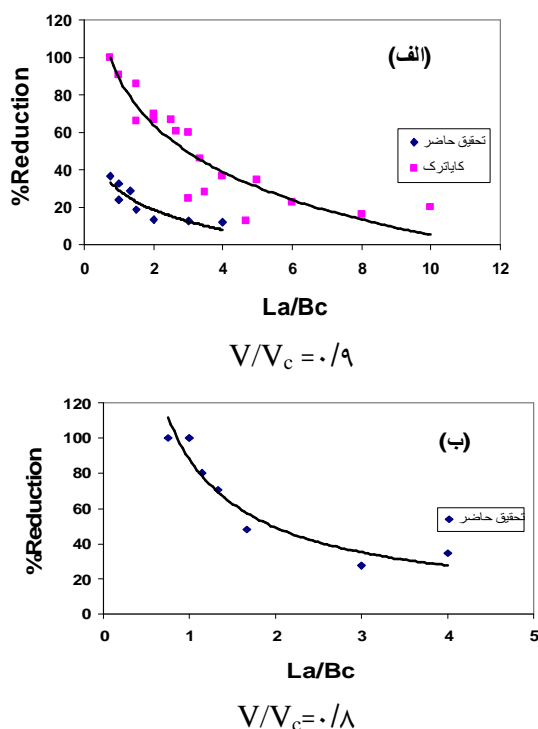 120
100
80
60
40
20
0
%Reduction
(الف)
تحقیق حاضر
کایاترک
0 2 4 6 8 10 12
La/Bc
V/Vc =۰/۹
120
100
80
60
40
20
0
%Reduction
(ب)
تحقیق حاضر
0 1 2 3 4 5
La/Bc
V/Vc=۰/۸